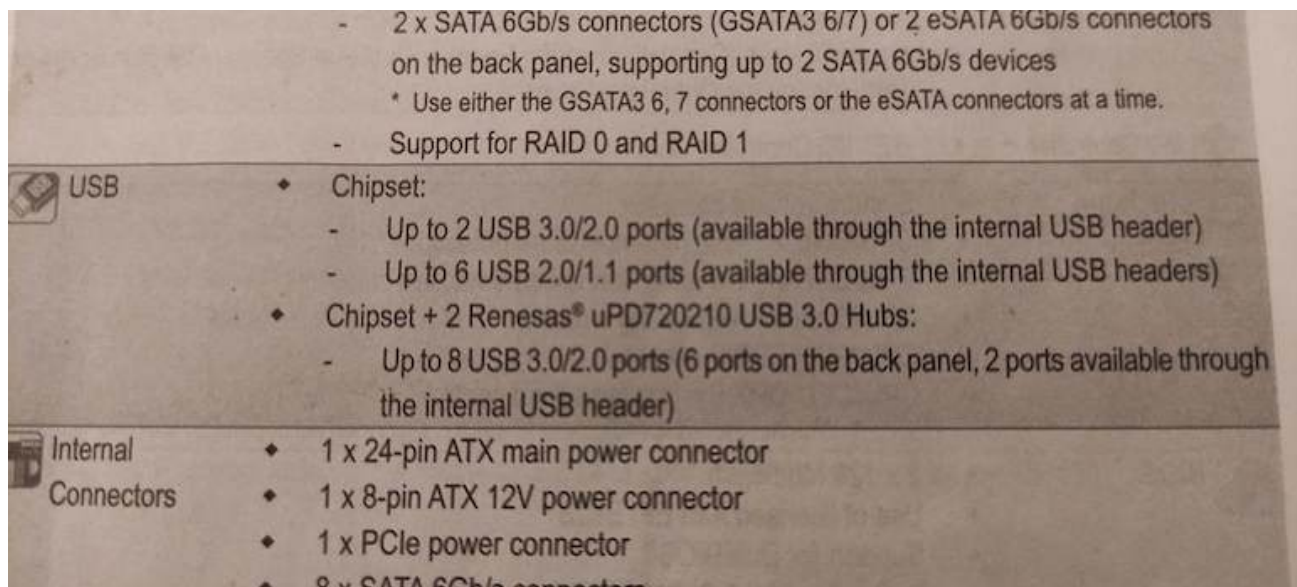 - 2 x SATA 6Gb/s connectors (GSATA3 6/7) or 2 eSATA 6Gb/s connectors
on the back panel, supporting up to 2 SATA 6Gb/s devices
* Use either the GSATA3 6, 7 connectors or the eSATA connectors at a time.
- Support for RAID 0 and RAID 1
USB ◆ Chipset:
- Up to 2 USB 3.0/2.0 ports (available through the internal USB header)
- Up to 6 USB 2.0/1.1 ports (available through the internal USB headers)
◆ Chipset + 2 Renesas® uPD720210 USB 3.0 Hubs:
- Up to 8 USB 3.0/2.0 ports (6 ports on the back panel, 2 ports available through
the internal USB header)
Internal ◆ 1 x 24-pin ATX main power connector
Connectors ◆ 1 x 8-pin ATX 12V power connector
◆ 1 x PCIe power connector
◆ 8 x SATA 6Gb/s connectors